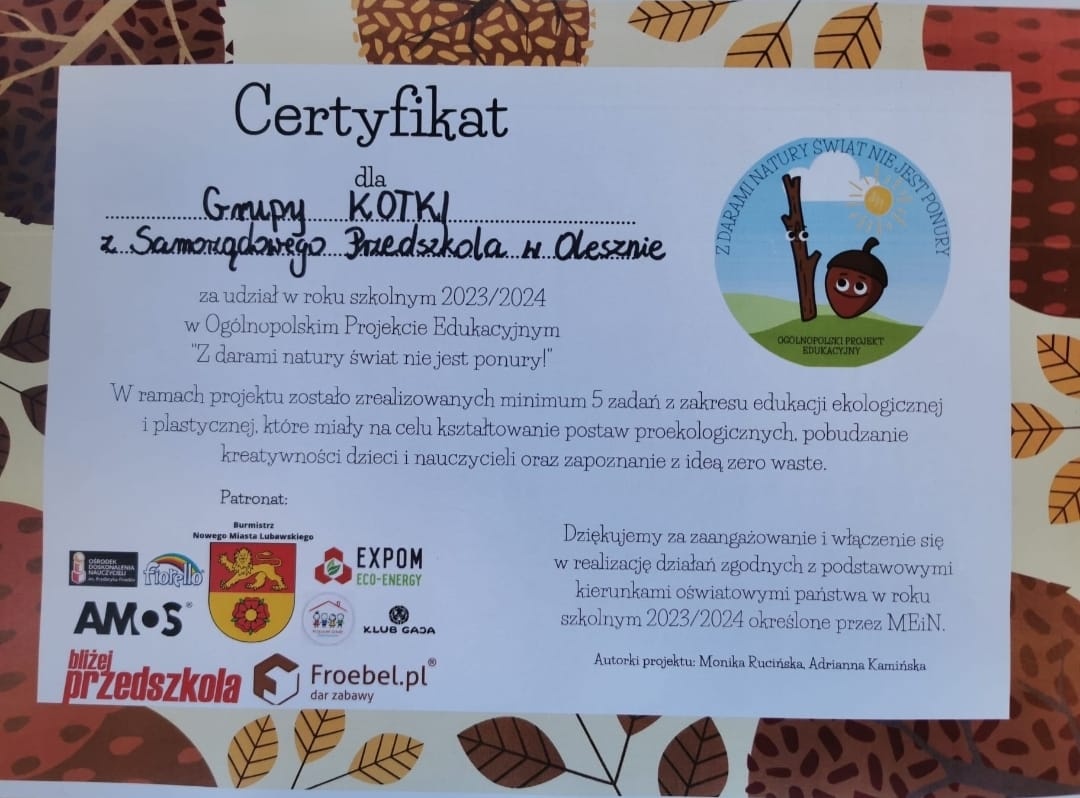 Certyfikat
dla
Grupy KOTKI
z Samorządowego Przedszkola w Olesznie
za udział w roku szkolnym 2023/2024
w Ogólnopolskim Projekcie Edukacyjnym
"Z darami natury świat nie jest ponury!"
Z DARAMI NATURY ŚWIAT NIE JEST PONURY
OGÓLNOPOLSKI PROJEKT
EDUKACYJNY
W ramach projektu zostało zrealizowanych minimum 5 zadań z zakresu edukacji ekologicznej
i plastycznej, które miały na celu kształtowanie postaw proekologicznych, pobudzanie
kreatywności dzieci i nauczycieli oraz zapoznanie z ideą zero waste.
Patronat:
Burmistrz
Nowego Miasta Lubawskiego
OŚRODEK
DOSKONALENIA
NAUCZYCIELI
fiorello
EXPOM
ECO-ENERGY
AMOS®
KLUB GAJA
bliżej
przedszkola
Froebel.pl®
dar zabawy
Dziękujemy za zaangażowanie i włączenie się
w realizację działań zgodnych z podstawowymi
kierunkami oświatowymi państwa w roku
szkolnym 2023/2024 określone przez MEiN.
Autorki projektu: Monika Rucińska, Adrianna Kamińska